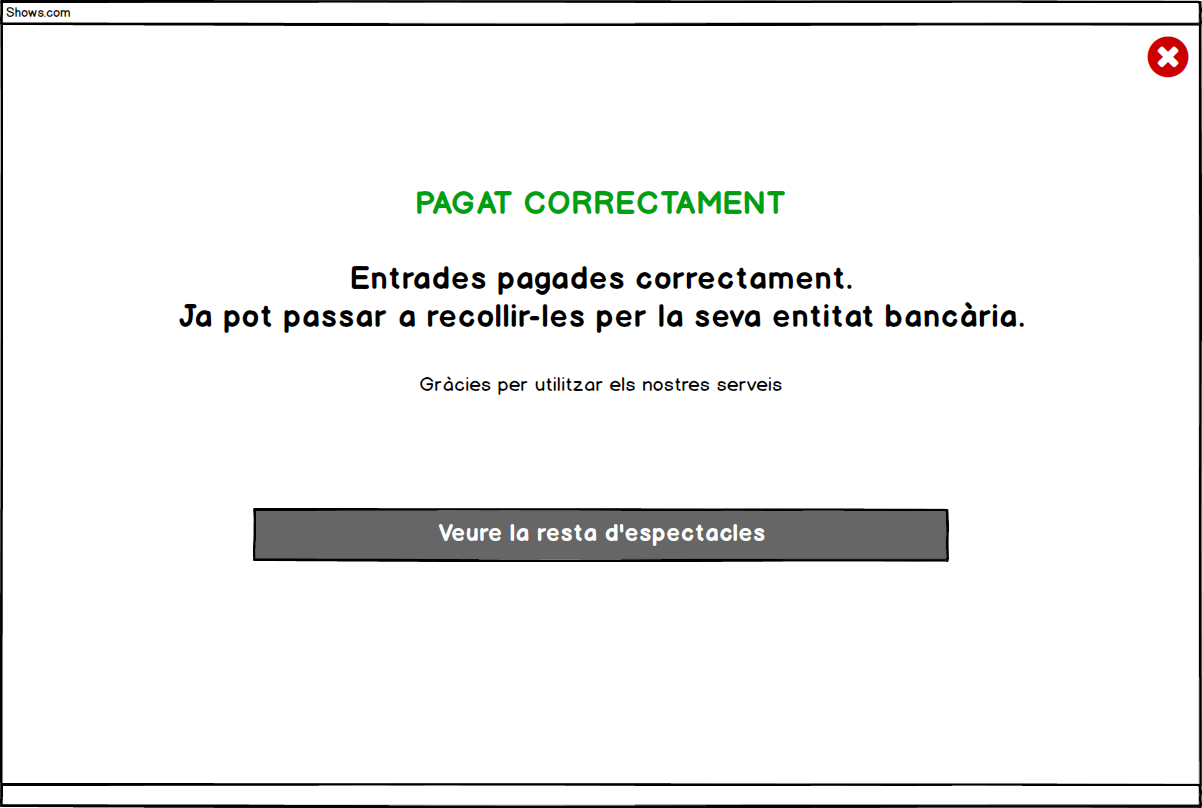 Shows.com
PAGAT CORRECTAMENT
Entrades pagades correctament.
Ja pot passar a recollir-les per la seva entitat bancària.
Gràcies per utilitzar els nostres serveis
Veure la resta d'espectacles